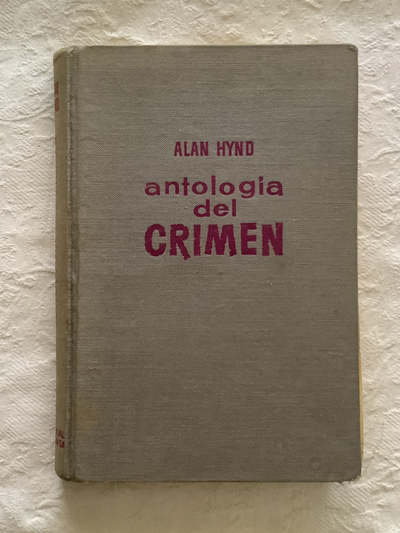 ALAN HYND
antologia
del
CRIMEN